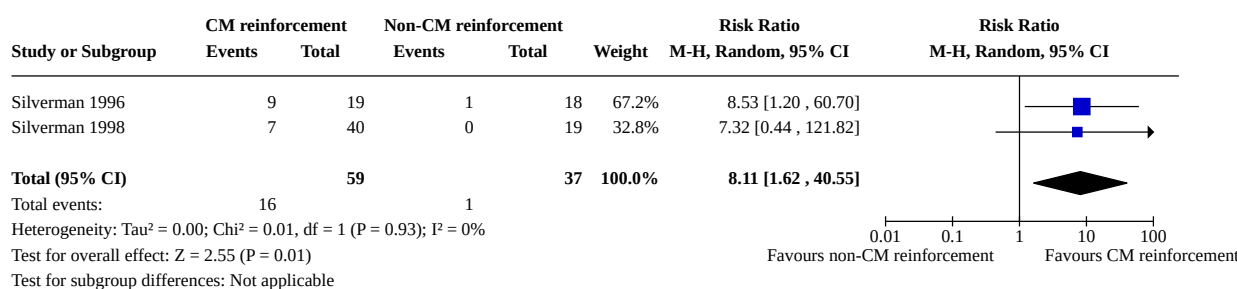 CM reinforcement Non-CM reinforcement Risk Ratio Risk Ratio
Study or Subgroup Events Total Events Total Weight M-H, Random, 95% CI M-H, Random, 95% CI
Silverman 1996 9 19 1 18 67.2% 8.53 [1.20 , 60.70]
Silverman 1998 7 40 0 19 32.8% 7.32 [0.44 , 121.82]
Total (95% CI) 59 37 100.0% 8.11 [1.62 , 40.55]
Total events: 16 1
Heterogeneity: Tau² = 0.00; Chi² = 0.01, df = 1 (P = 0.93); I² = 0%
0.01 0.1 1 10 100
Test for overall effect: Z = 2.55 (P = 0.01) Favours non-CM reinforcement Favours CM reinforcement
Test for subgroup differences: Not applicable